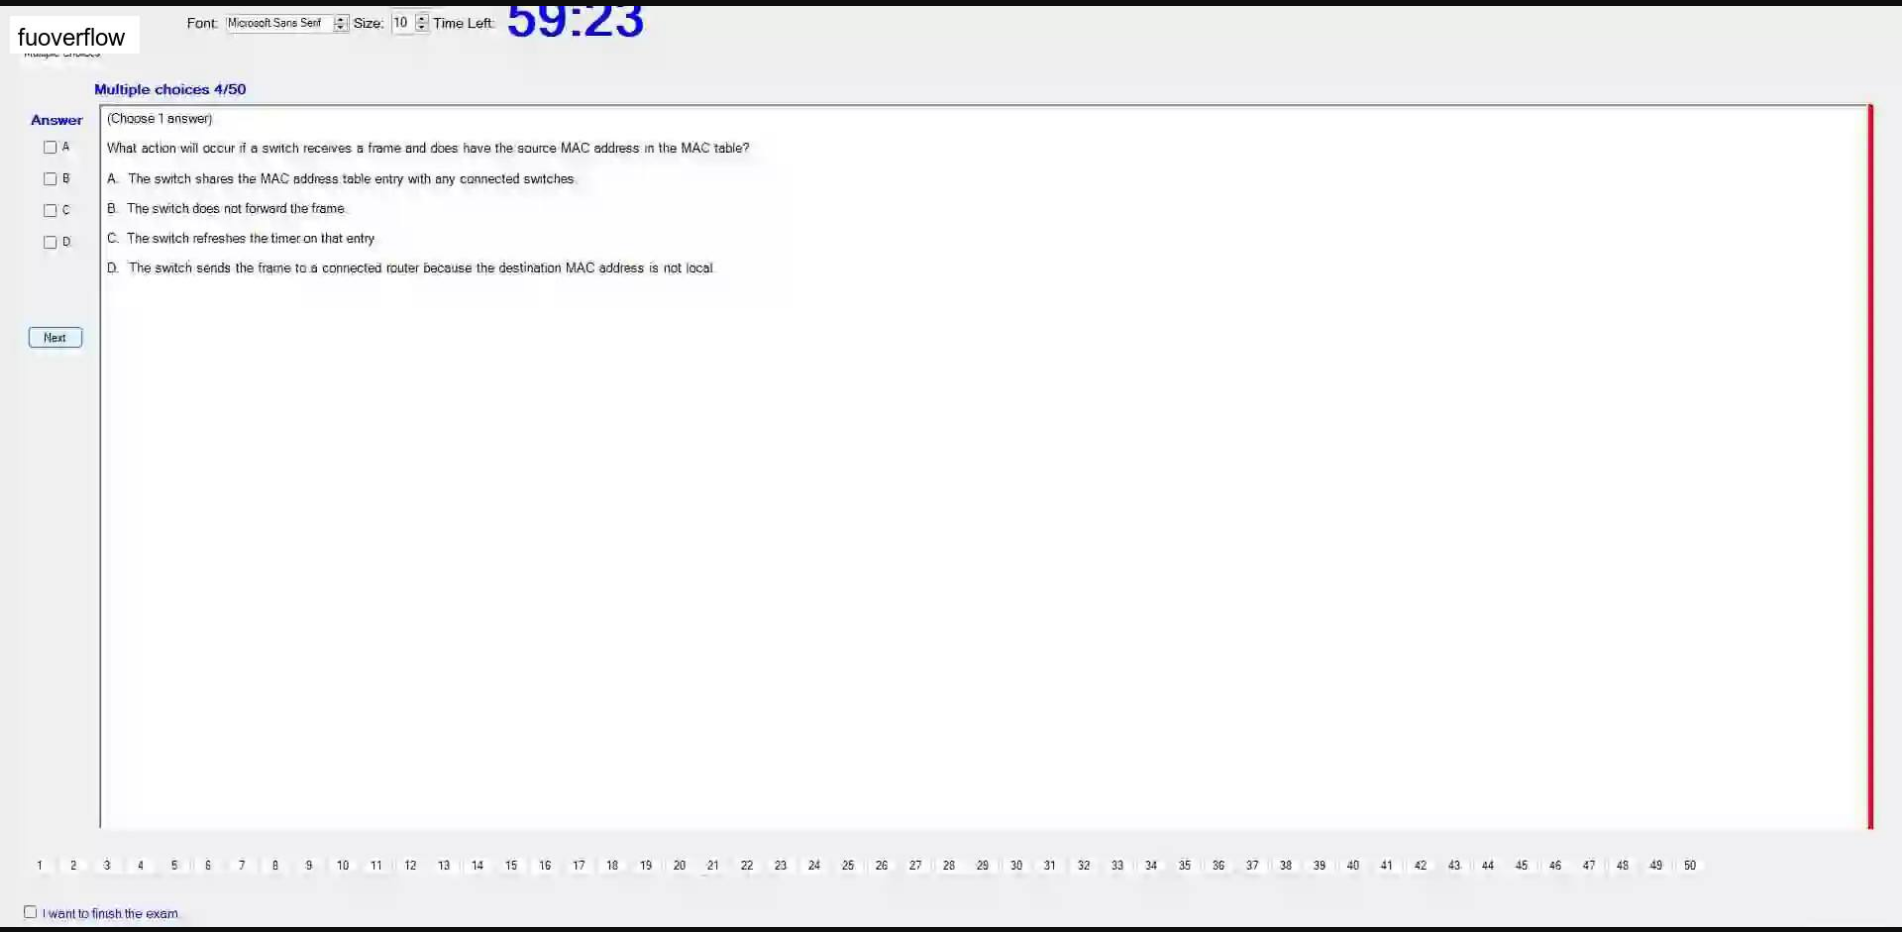 Font: Microsoft Sans Serif Size: 10 Time Left: 59:23
fuoverflow
Multiple choices
Multiple choices 4/50
Answer
(Choose 1 answer)
A
What action will occur if a switch receives a frame and does have the source MAC address in the MAC table?
B
A. The switch shares the MAC address table entry with any connected switches.
C
B. The switch does not forward the frame.
D
C. The switch refreshes the timer on that entry
D. The switch sends the frame to a connected router because the destination MAC address is not local.
Next
1 2 3 4 5 6 7 8 9 10 11 12 13 14 15 16 17 18 19 20 21 22 23 24 25 26 27 28 29 30 31 32 33 34 35 36 37 38 39 40 41 42 43 44 45 46 47 48 49 50
I want to finish the exam.